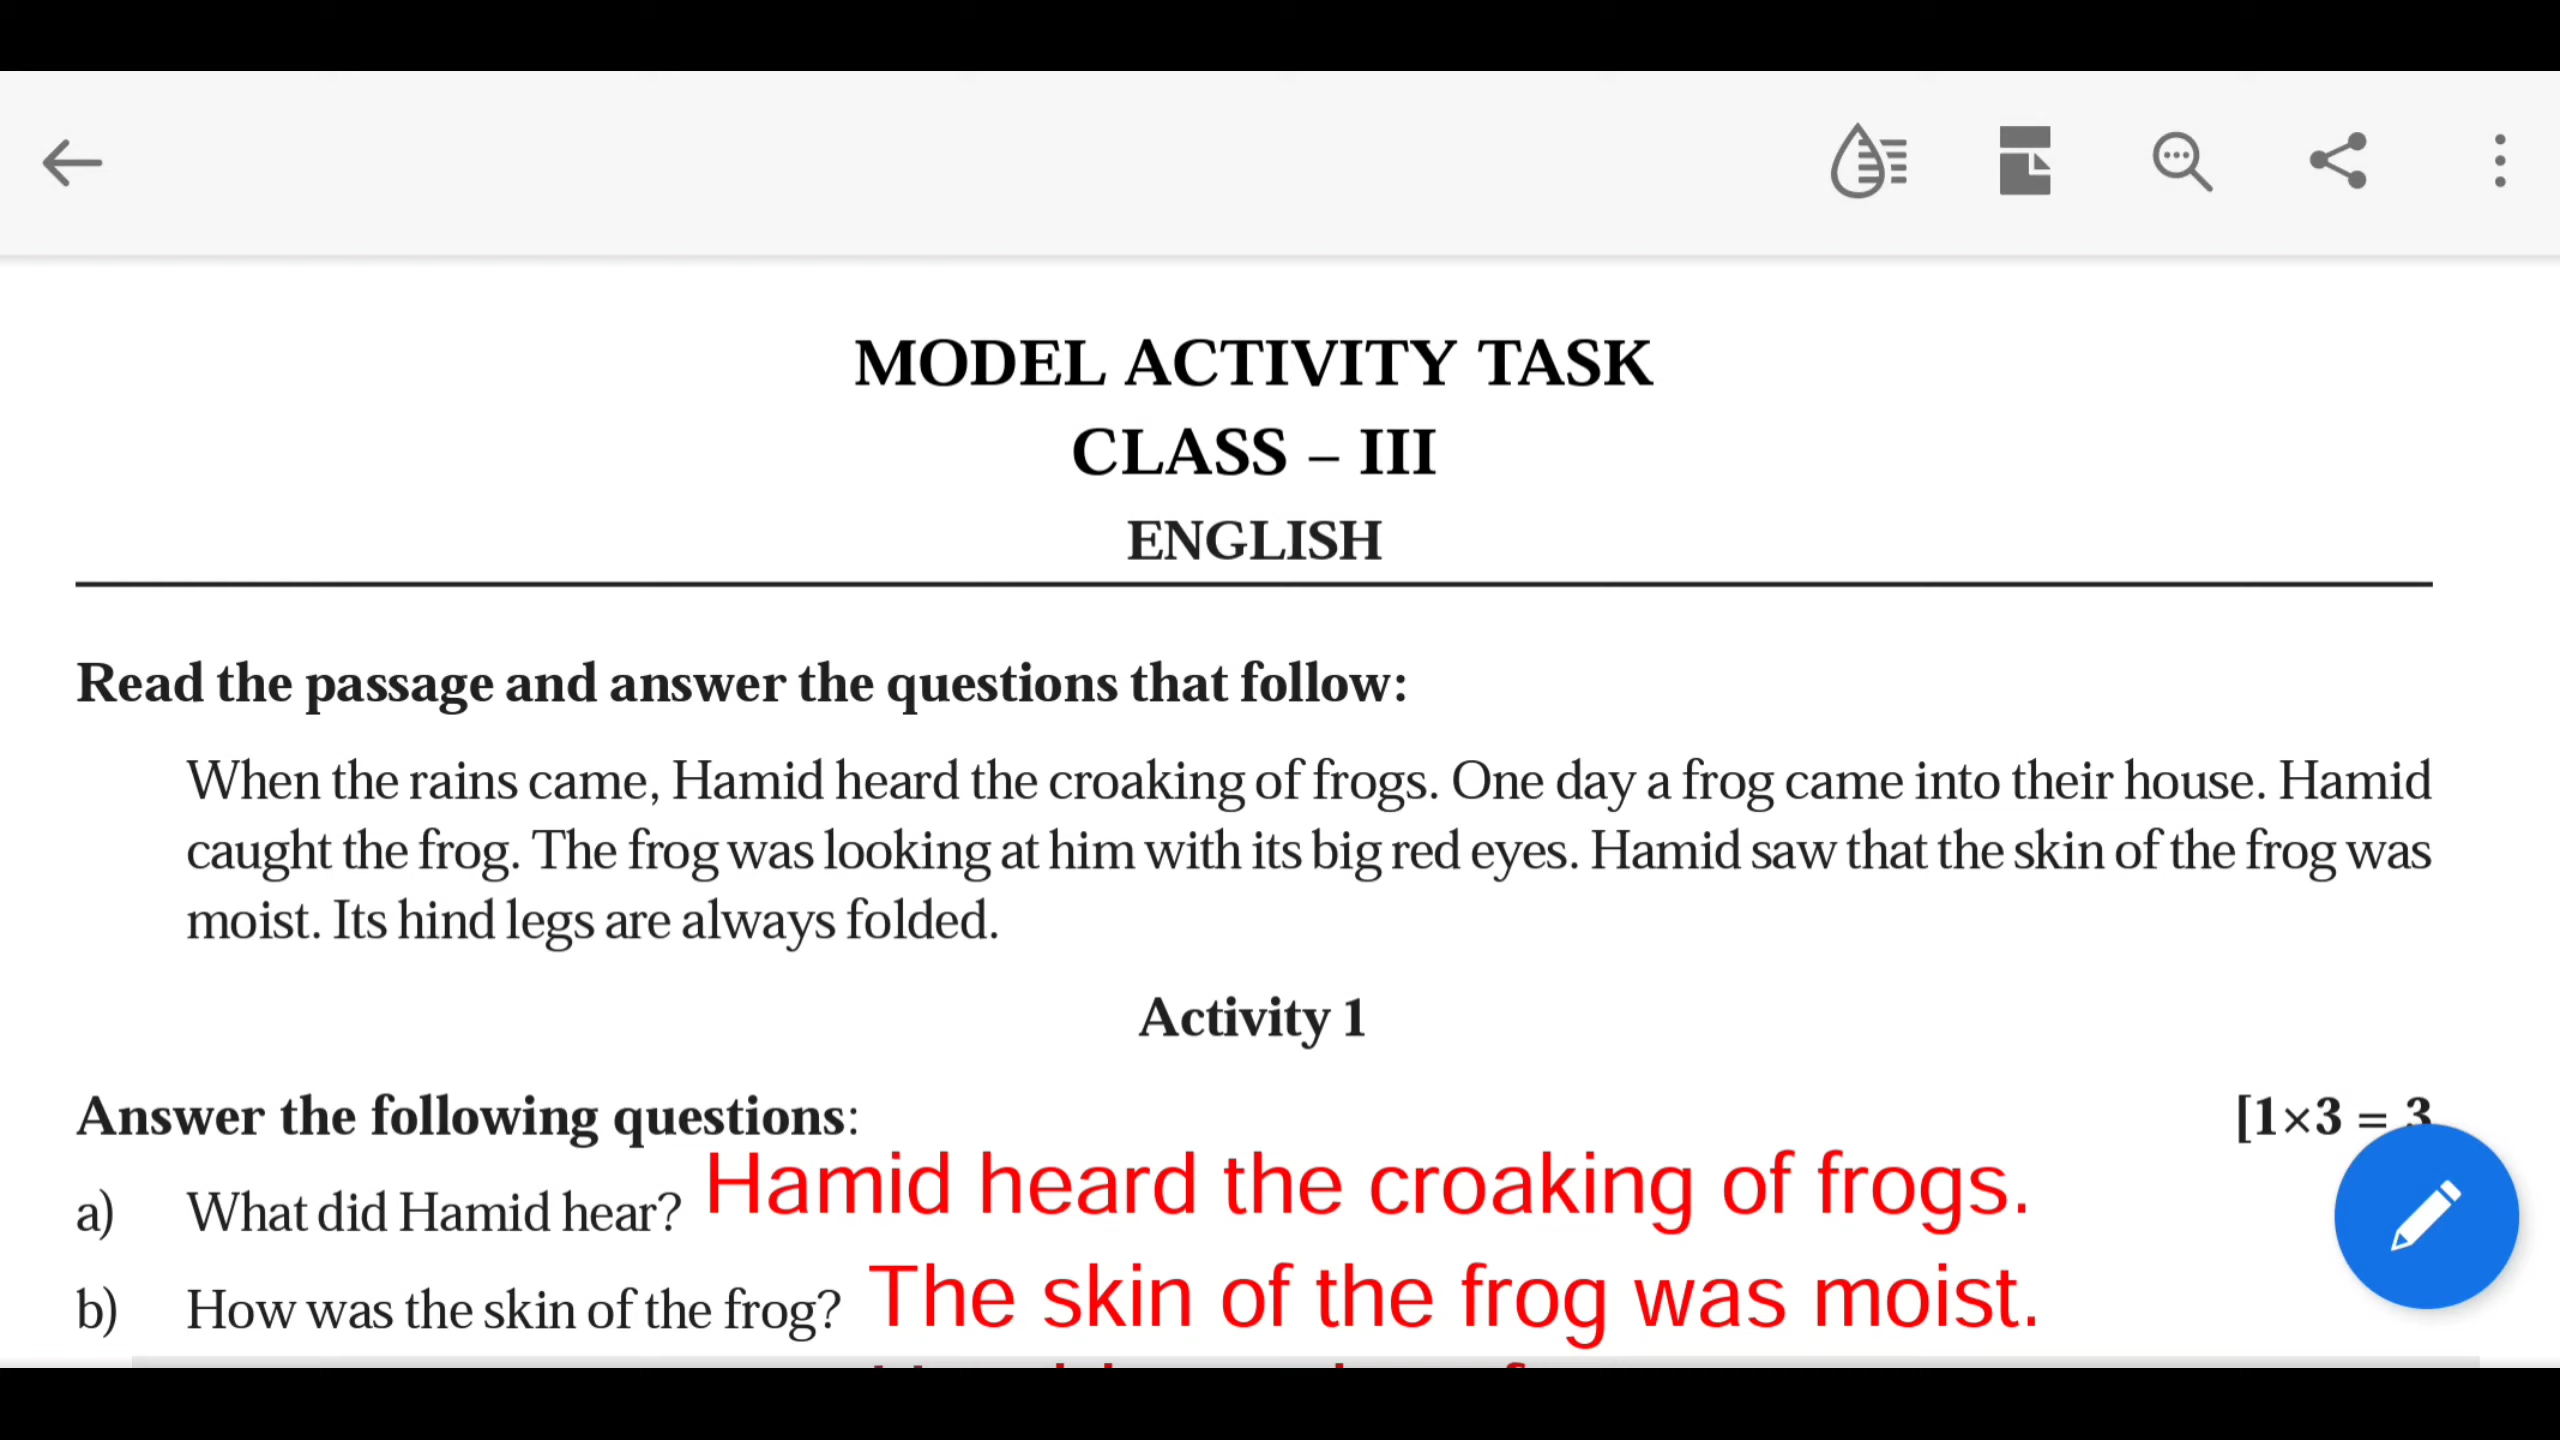 MODEL ACTIVITY TASK
CLASS – III
ENGLISH
Read the passage and answer the questions that follow:
When the rains came, Hamid heard the croaking of frogs. One day a frog came into their house. Hamid
caught the frog. The frog was looking at him with its big red eyes. Hamid saw that the skin of the frog was
moist. Its hind legs are always folded.
Activity 1
Answer the following questions: [1×3 = 3
a) What did Hamid hear? Hamid heard the croaking of frogs.
b) How was the skin of the frog? The skin of the frog was moist.